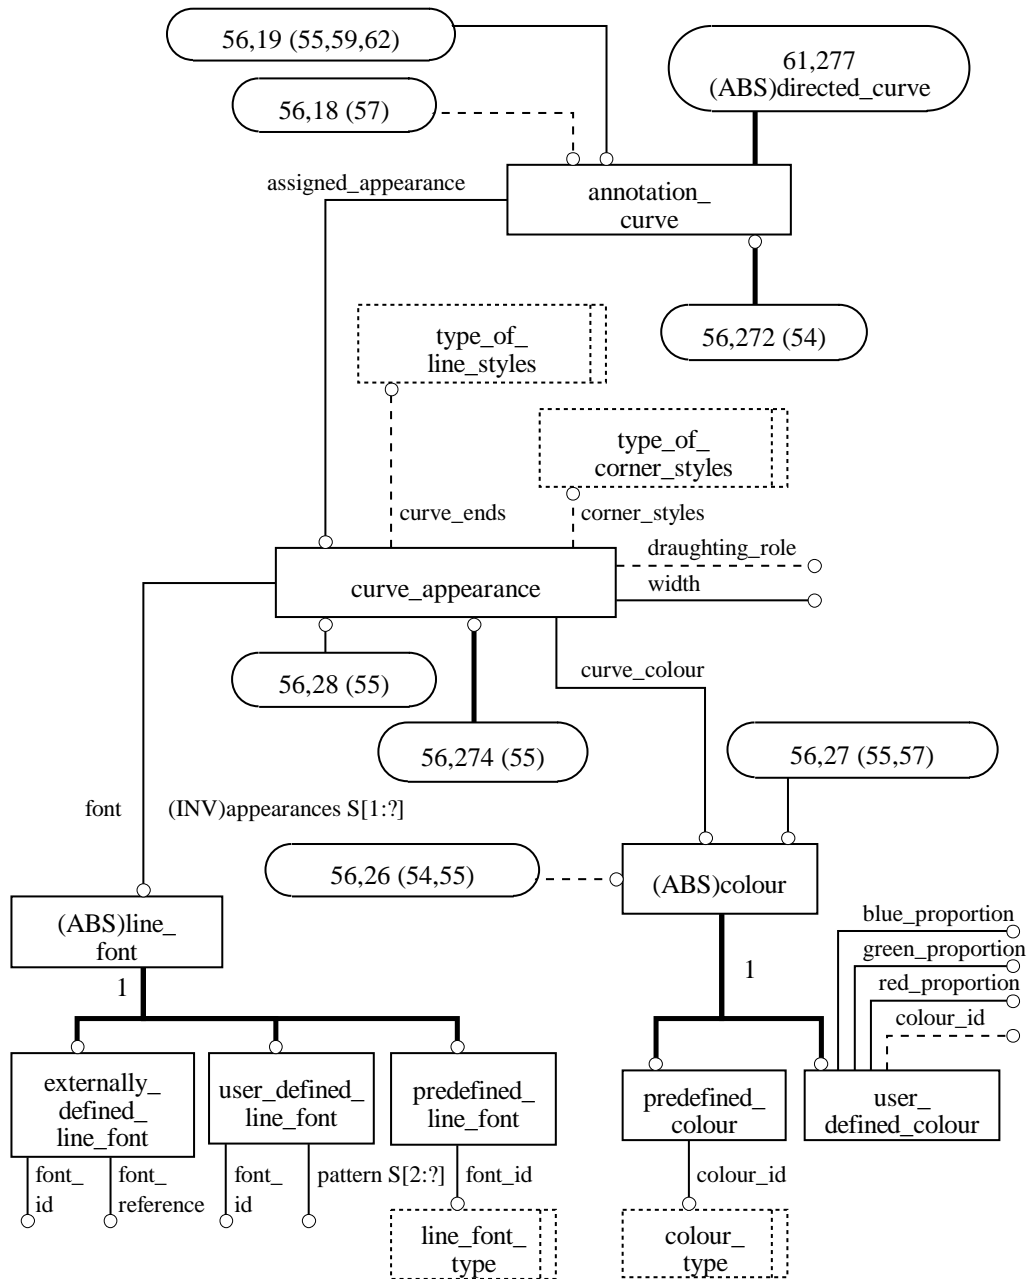 56,19 (55,59,62)
61,277
(ABS)directed_curve
56,18 (57)
assigned_appearance
annotation_
curve
type_of_
line_styles
56,272 (54)
type_of_
corner_styles
curve_ends
corner_styles
draughting_role
width
curve_appearance
56,28 (55)
curve_colour
56,274 (55)
56,27 (55,57)
font
(INV)appearances S[1:?]
56,26 (54,55)
(ABS)colour
(ABS)line_
font
blue_proportion
green_proportion
red_proportion
colour_id
1
1
externally_
defined_
line_font
user_defined_
line_font
predefined_
line_font
predefined_
colour
user_
defined_colour
font_
id
font_
reference
font_
id
pattern S[2:?]
font_id
colour_id
line_font_
type
colour_
type